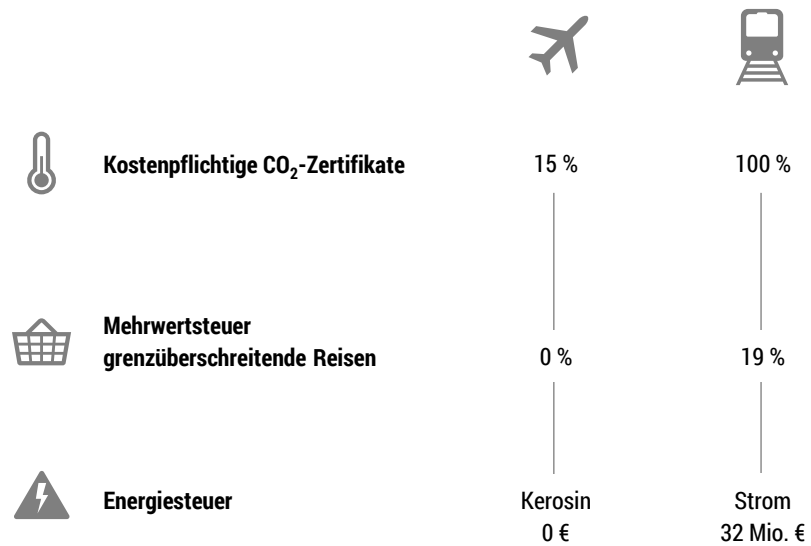 Kostenpflichtige CO₂-Zertifikate 15 % 100 %
Mehrwertsteuer
grenzüberschreitende Reisen 0 % 19 %
Energiesteuer Kerosin Strom
0 € 32 Mio. €